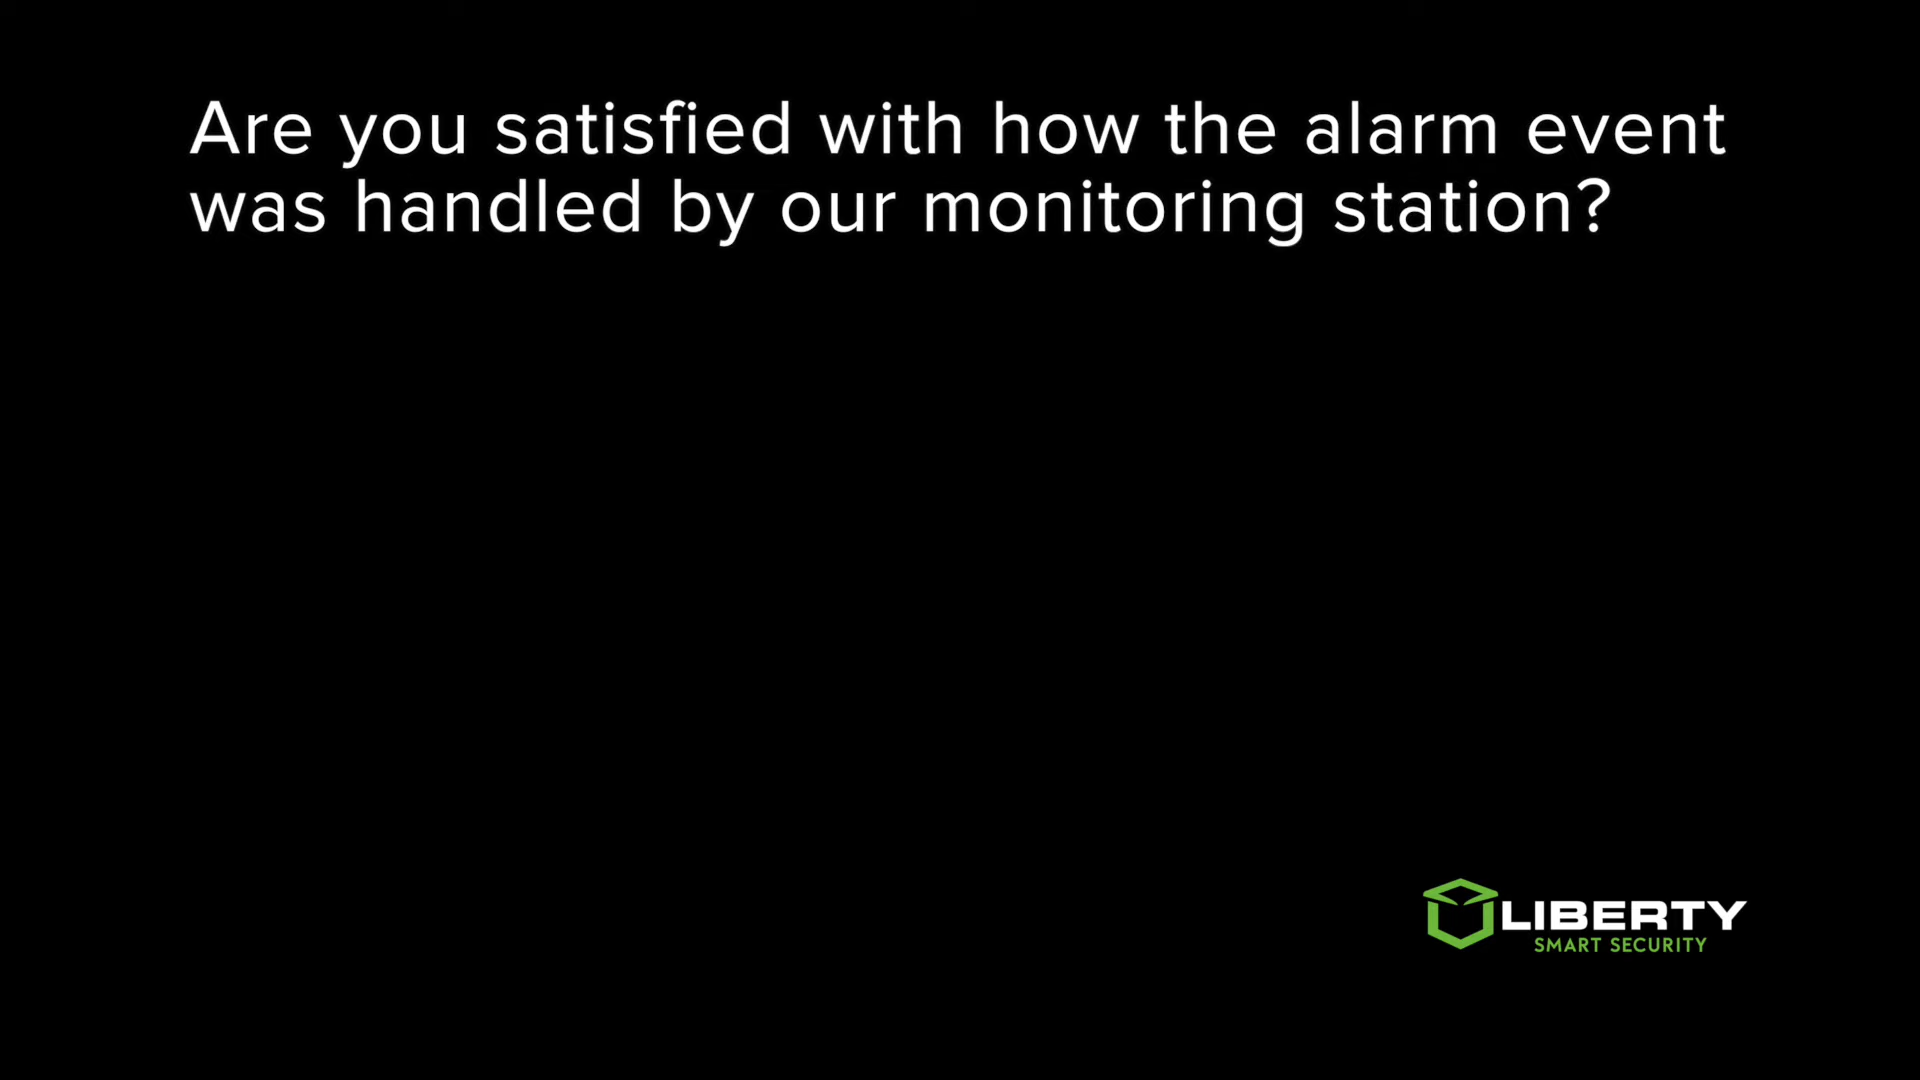 Are you satisfied with how the alarm event
was handled by our monitoring station?
LIBERTY
SMART SECURITY